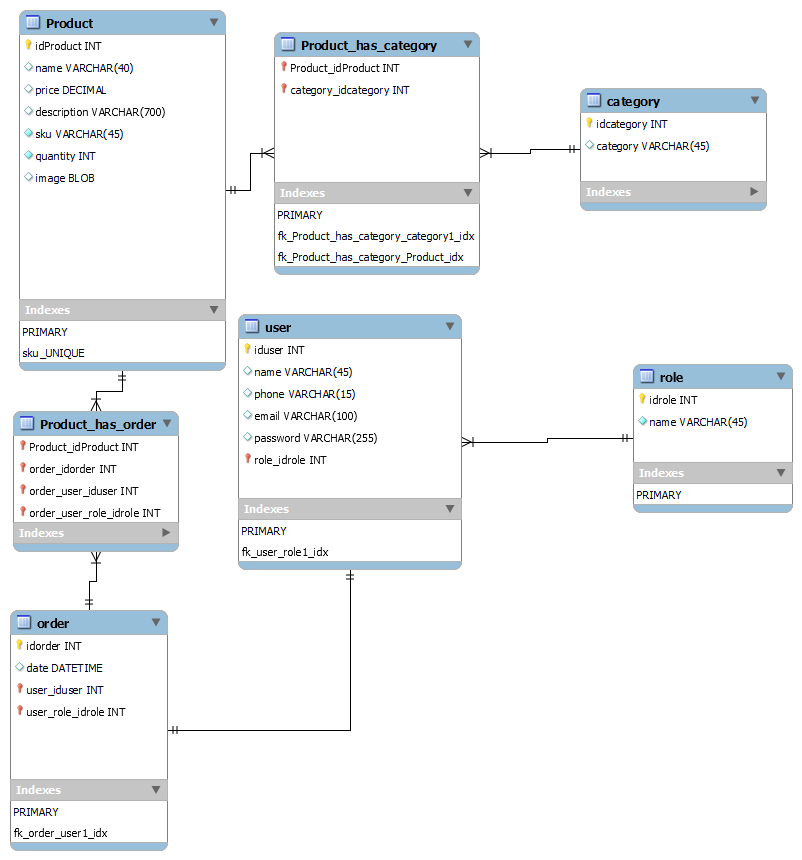 Product
idProduct INT
name VARCHAR(40)
price DECIMAL
description VARCHAR(700)
sku VARCHAR(45)
quantity INT
image BLOB
Indexes
PRIMARY
sku_UNIQUE
Product_has_category
Product_idProduct INT
category_idcategory INT
Indexes
PRIMARY
fk_Product_has_category_category1_idx
fk_Product_has_category_Product_idx
category
idcategory INT
category VARCHAR(45)
Indexes
user
iduser INT
name VARCHAR(45)
phone VARCHAR(15)
email VARCHAR(100)
password VARCHAR(255)
role_idrole INT
Indexes
PRIMARY
fk_user_role1_idx
role
idrole INT
name VARCHAR(45)
Indexes
PRIMARY
Product_has_order
Product_idProduct INT
order_idorder INT
order_user_iduser INT
order_user_role_idrole INT
Indexes
order
idorder INT
date DATETIME
user_iduser INT
user_role_idrole INT
Indexes
PRIMARY
fk_order_user1_idx